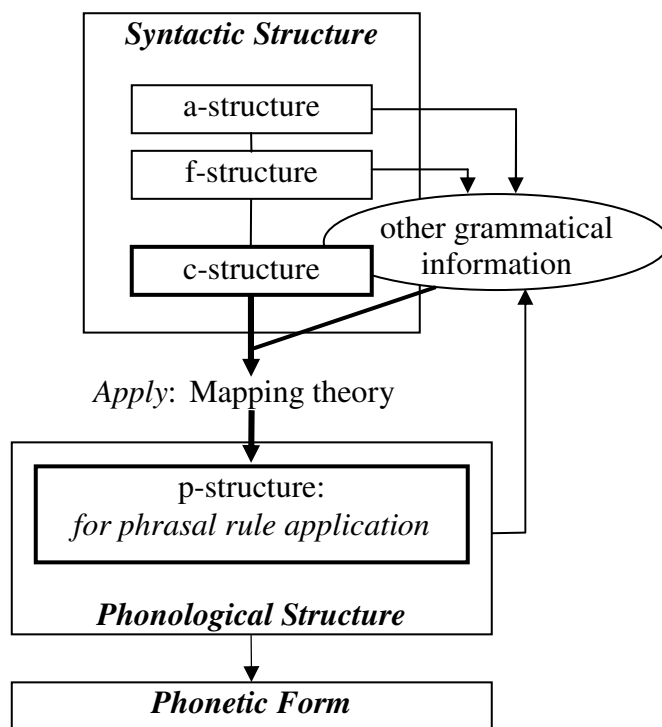 Syntactic Structure
a-structure
f-structure
other grammatical
information
c-structure
Apply: Mapping theory
p-structure:
for phrasal rule application
Phonological Structure
Phonetic Form